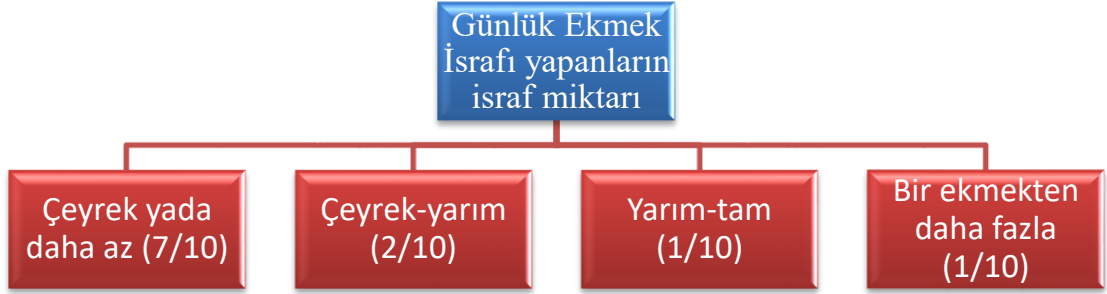 Günlük Ekmek
İsrafı yapanların
israf miktarı
Çeyrek yada
daha az (7/10)
Çeyrek-yarım
(2/10)
Yarım-tam
(1/10)
Bir ekmekten
daha fazla
(1/10)